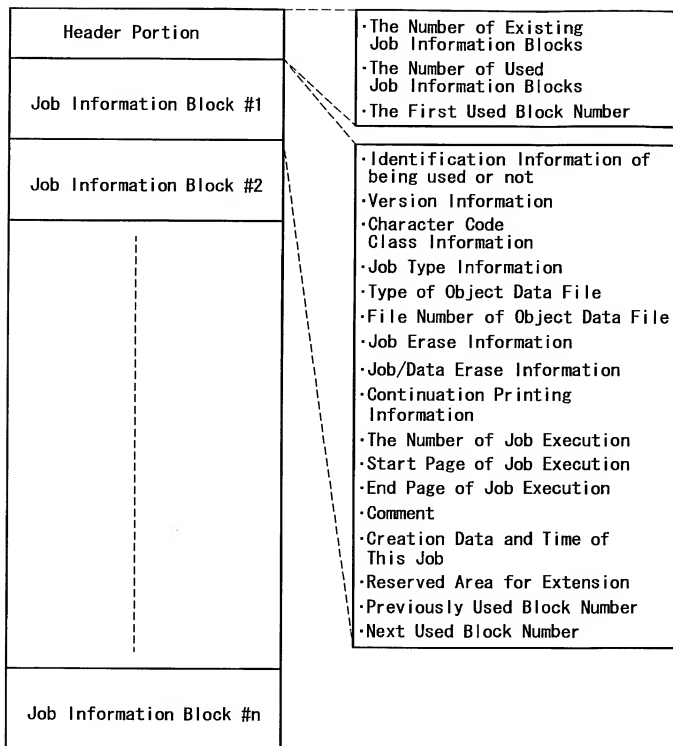 Header Portion
Job Information Block #1
Job Information Block #2
Job Information Block #n
·The Number of Existing
Job Information Blocks
·The Number of Used
Job Information Blocks
·The First Used Block Number
·Identification Information of
being used or not
·Version Information
·Character Code
Class Information
·Job Type Information
·Type of Object Data File
·File Number of Object Data File
·Job Erase Information
·Job/Data Erase Information
·Continuation Printing
Information
·The Number of Job Execution
·Start Page of Job Execution
·End Page of Job Execution
·Comment
·Creation Data and Time of
This Job
·Reserved Area for Extension
·Previously Used Block Number
·Next Used Block Number